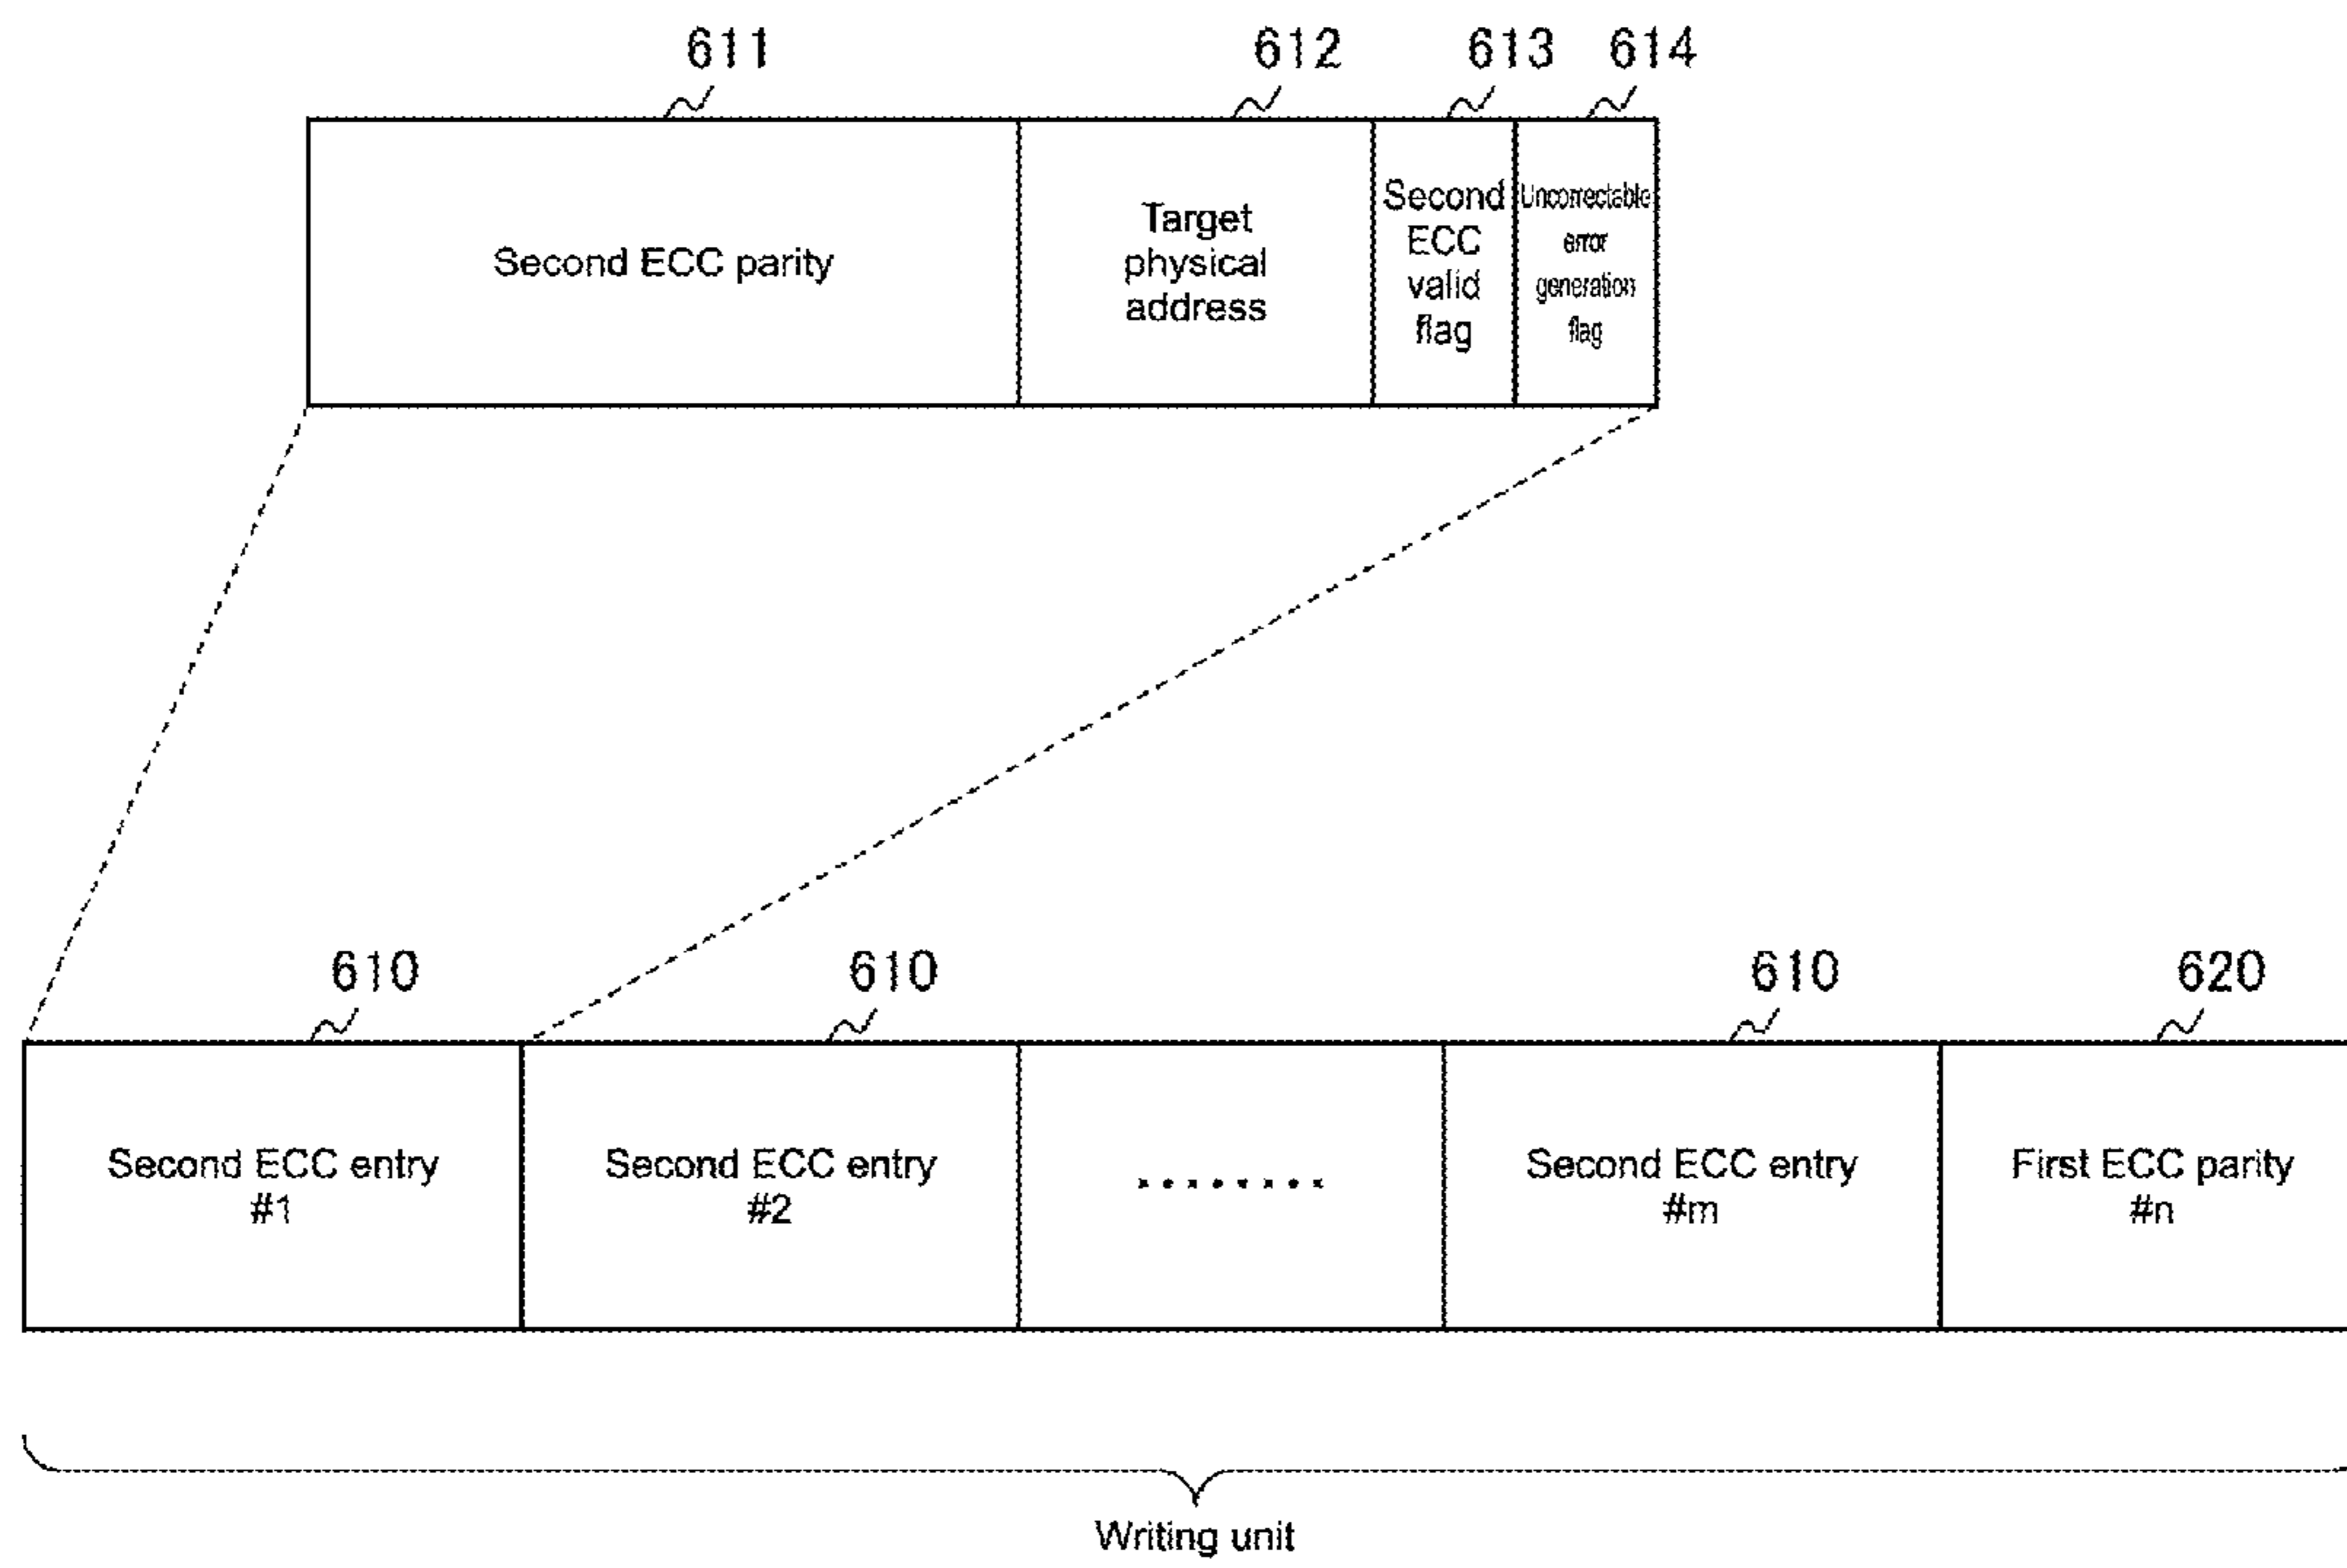 611 612 613 614
Second ECC parity
Target
physical
address
Second
ECC
valid
flag
Uncorrectable
error
generation
flag
610 610 610 620
Second ECC entry
#1
Second ECC entry
#2
........
Second ECC entry
#m
First ECC parity
#n
Writing unit